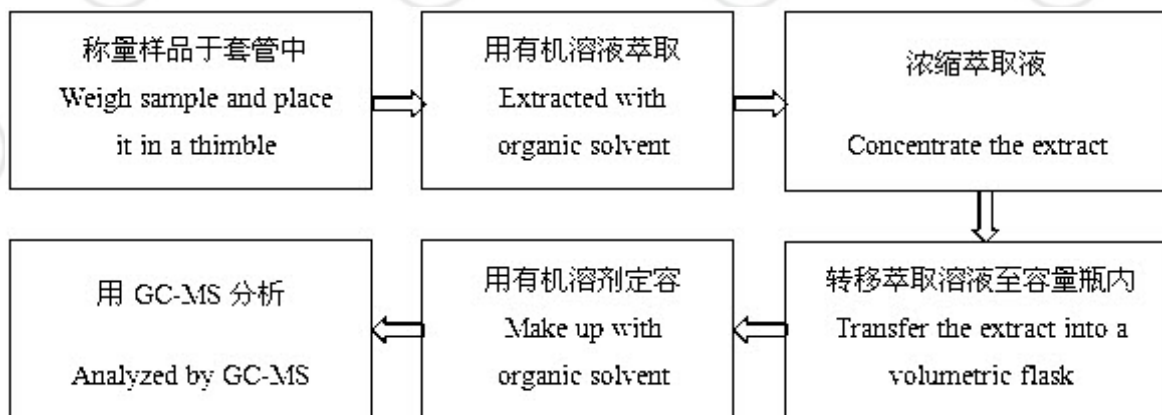 称量样品于套管中
Weigh sample and place
it in a thimble
用有机溶液萃取
Extracted with
organic solvent
浓缩萃取液
Concentrate the extract
转移萃取溶液至容量瓶内
Transfer the extract into a
volumetric flask
用有机溶剂定容
Make up with
organic solvent
用 GC-MS 分析
Analyzed by GC-MS